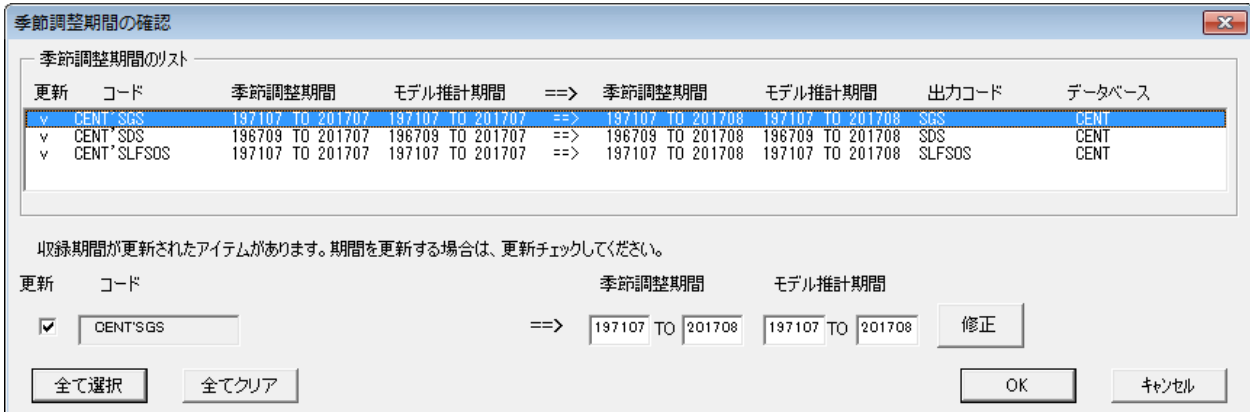 季節調整期間の確認
季節調整期間のリスト
更新 コード 季節調整期間 モデル推計期間 ==> 季節調整期間 モデル推計期間 出力コード データベース
v CENT'SGS 197107 TO 201707 197107 TO 201707 ==> 197107 TO 201708 197107 TO 201708 SGS CENT
v CENT'SDS 196709 TO 201707 196709 TO 201707 ==> 196709 TO 201708 196709 TO 201708 SDS CENT
v CENT'SLFSOS 197107 TO 201707 197107 TO 201707 ==> 197107 TO 201708 197107 TO 201708 SLFSOS CENT
収録期間が更新されたアイテムがあります。期間を更新する場合は、更新チェックしてください。
更新 コード 季節調整期間 モデル推計期間
CENT'SGS ==> 197107 TO 201708 197107 TO 201708 修正
全て選択 全てクリア OK キャンセル